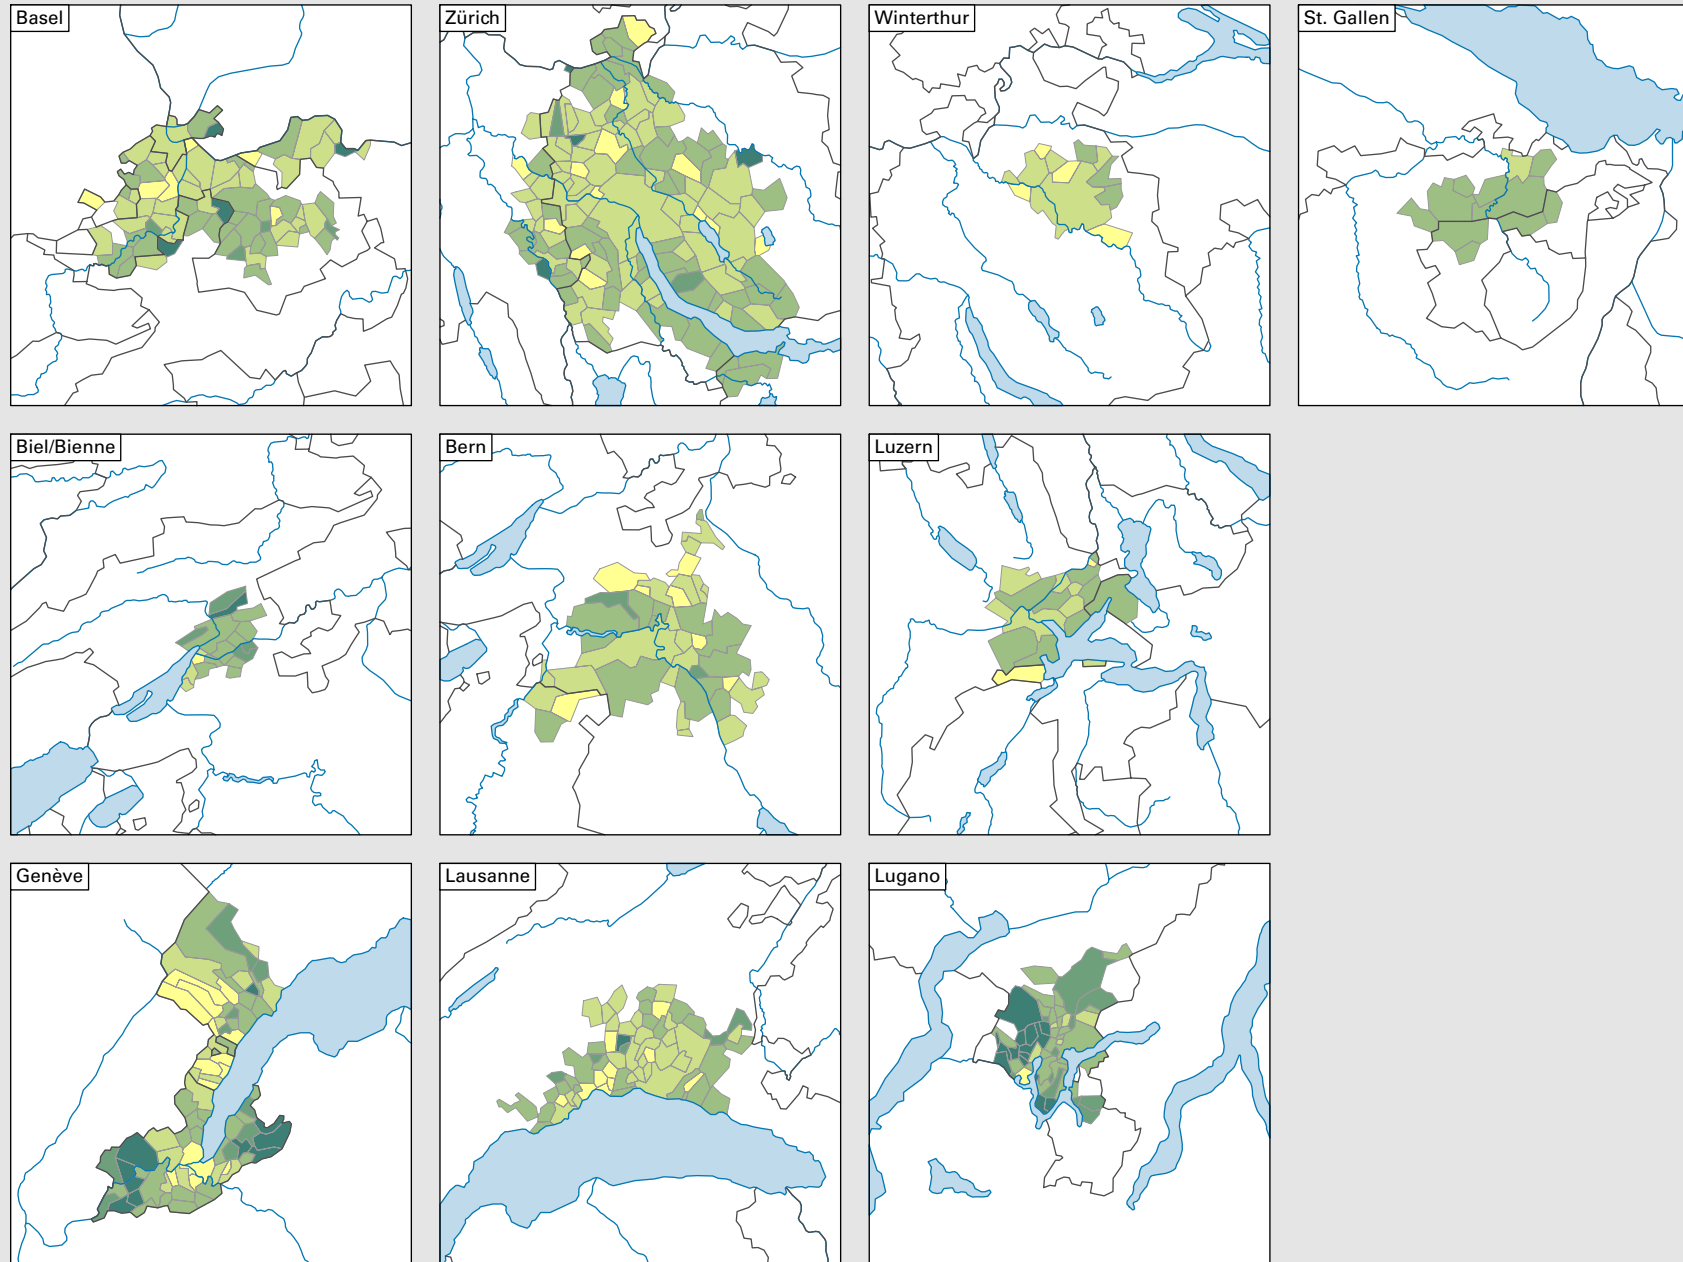 Basel
Zürich
Winterthur
St. Gallen
Biel/Bienne
Bern
Luzern
Genève
Lausanne
Lugano